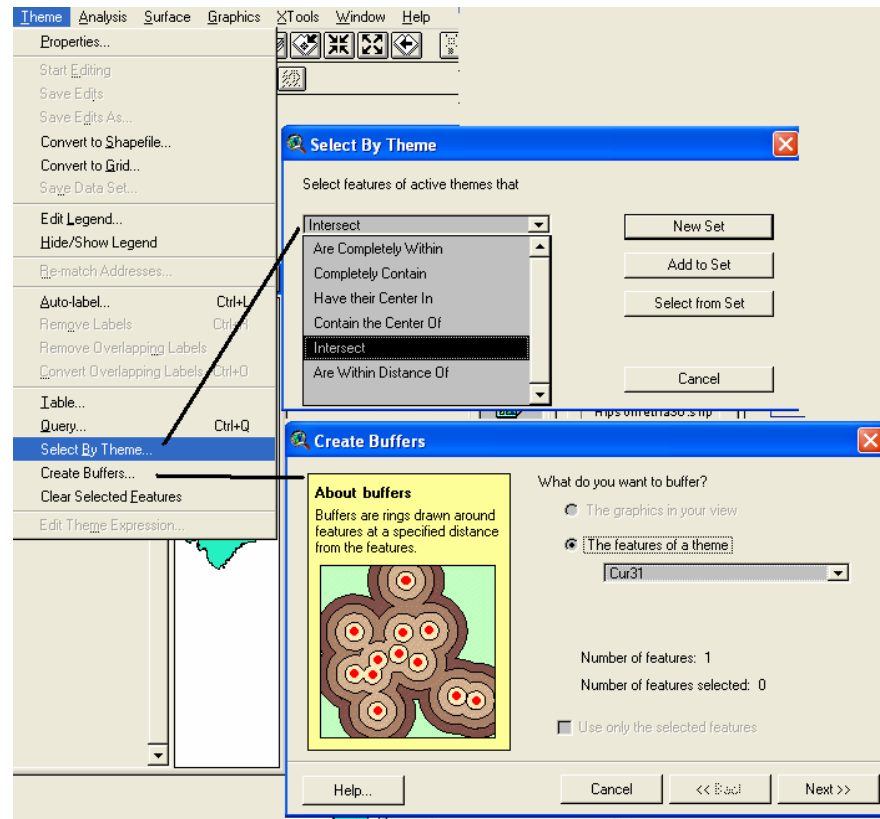 Theme Analysis Surface Graphics XTools Window Help
Properties...
Start Editing
Save Edits
Save Edits As...
Convert to Shapefile...
Convert to Grid...
Save Data Set...
Edit Legend...
Hide/Show Legend
Re-match Addresses...
Auto-label... Ctrl+L
Remove Labels Ctrl+R
Remove Overlapping Labels
Convert Overlapping Labels Ctrl+O
Table...
Query... Ctrl+Q
Select By Theme...
Create Buffers...
Clear Selected Features
Edit Theme Expression...
Select By Theme
Select features of active themes that
Intersect
Are Completely Within
Completely Contain
Have their Center In
Contain the Center Of
Intersect
Are Within Distance Of
New Set
Add to Set
Select from Set
Cancel
Create Buffers
About buffers
Buffers are rings drawn around
features at a specified distance
from the features.
What do you want to buffer?
The graphics in your view
The features of a theme
Cur31
Number of features: 1
Number of features selected: 0
Use only the selected features
Help...
Cancel
<< Back
Next >>